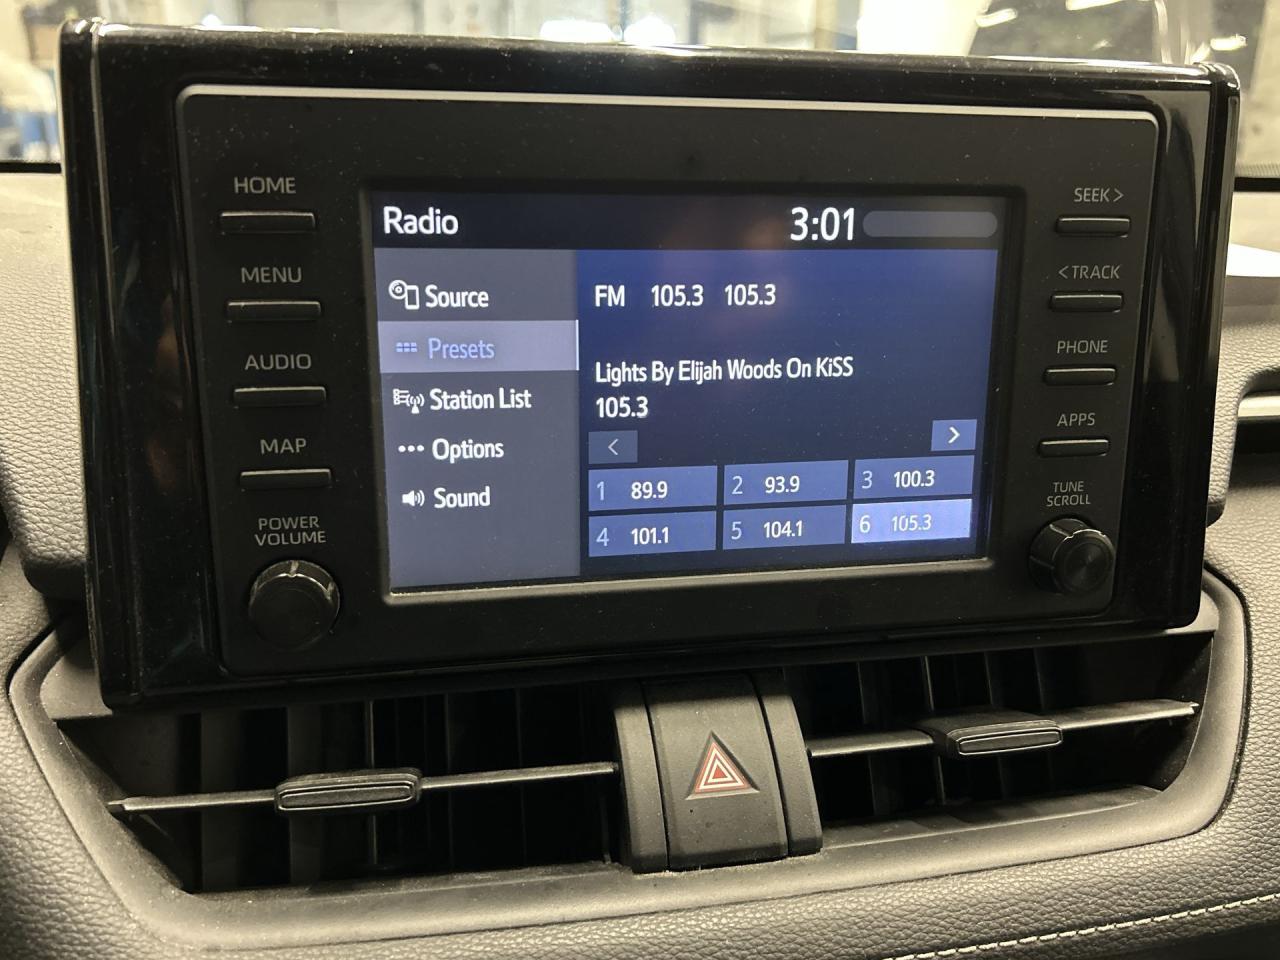 HOME
MENU
AUDIO
MAP
POWER
VOLUME
Radio 3:01
Source
Presets
Station List
Options
Sound
FM 105.3 105.3
Lights By Elijah Woods On KiSS
105.3
< >
1 89.9 2 93.9 3 100.3
4 101.1 5 104.1 6 105.3
SEEK >
< TRACK
PHONE
APPS
TUNE
SCROLL